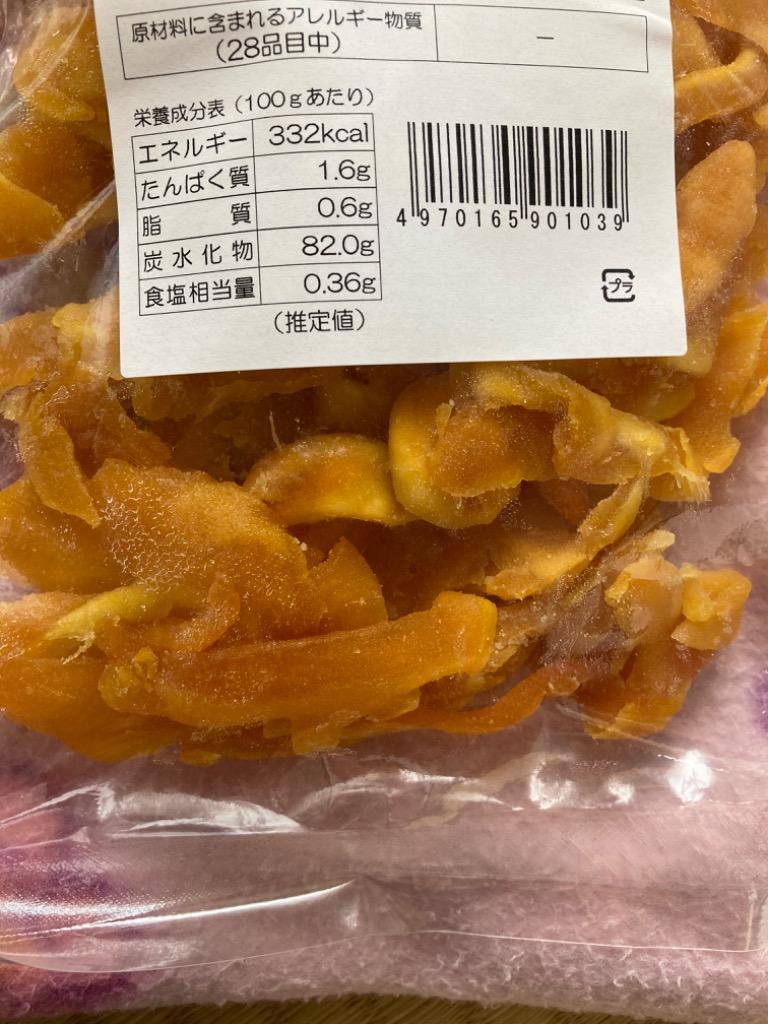 原材料に含まれるアレルギー物質
(28品目中)
ー
栄養成分表(100gあたり)
エネルギー 332kcal
たんぱく質 1.6g
脂質 0.6g
炭水化物 82.0g
食塩相当量 0.36g
(推定値)
4970165901039
プラ